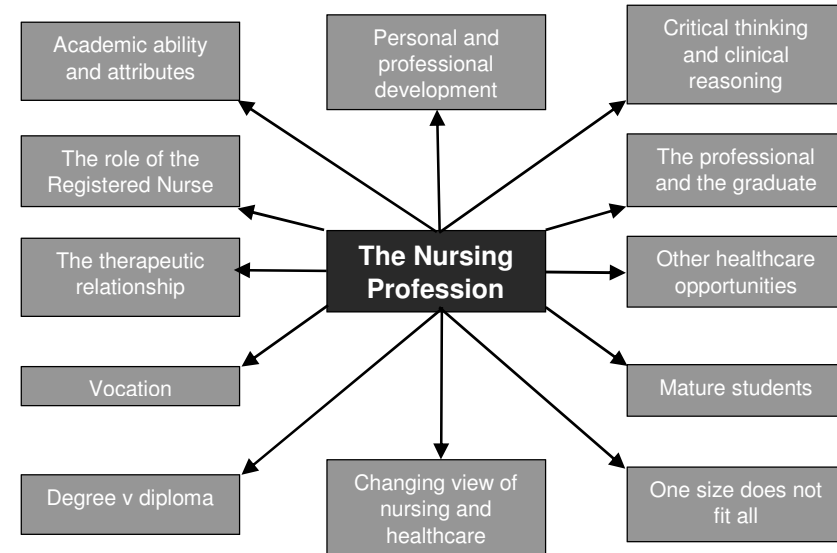 Academic ability
and attributes
Personal and
professional
development
Critical thinking
and clinical
reasoning
The role of the
Registered Nurse
The professional
and the graduate
The therapeutic
relationship
The Nursing
Profession
Other healthcare
opportunities
Vocation
Mature students
Degree v diploma
Changing view of
nursing and
healthcare
One size does not
fit all